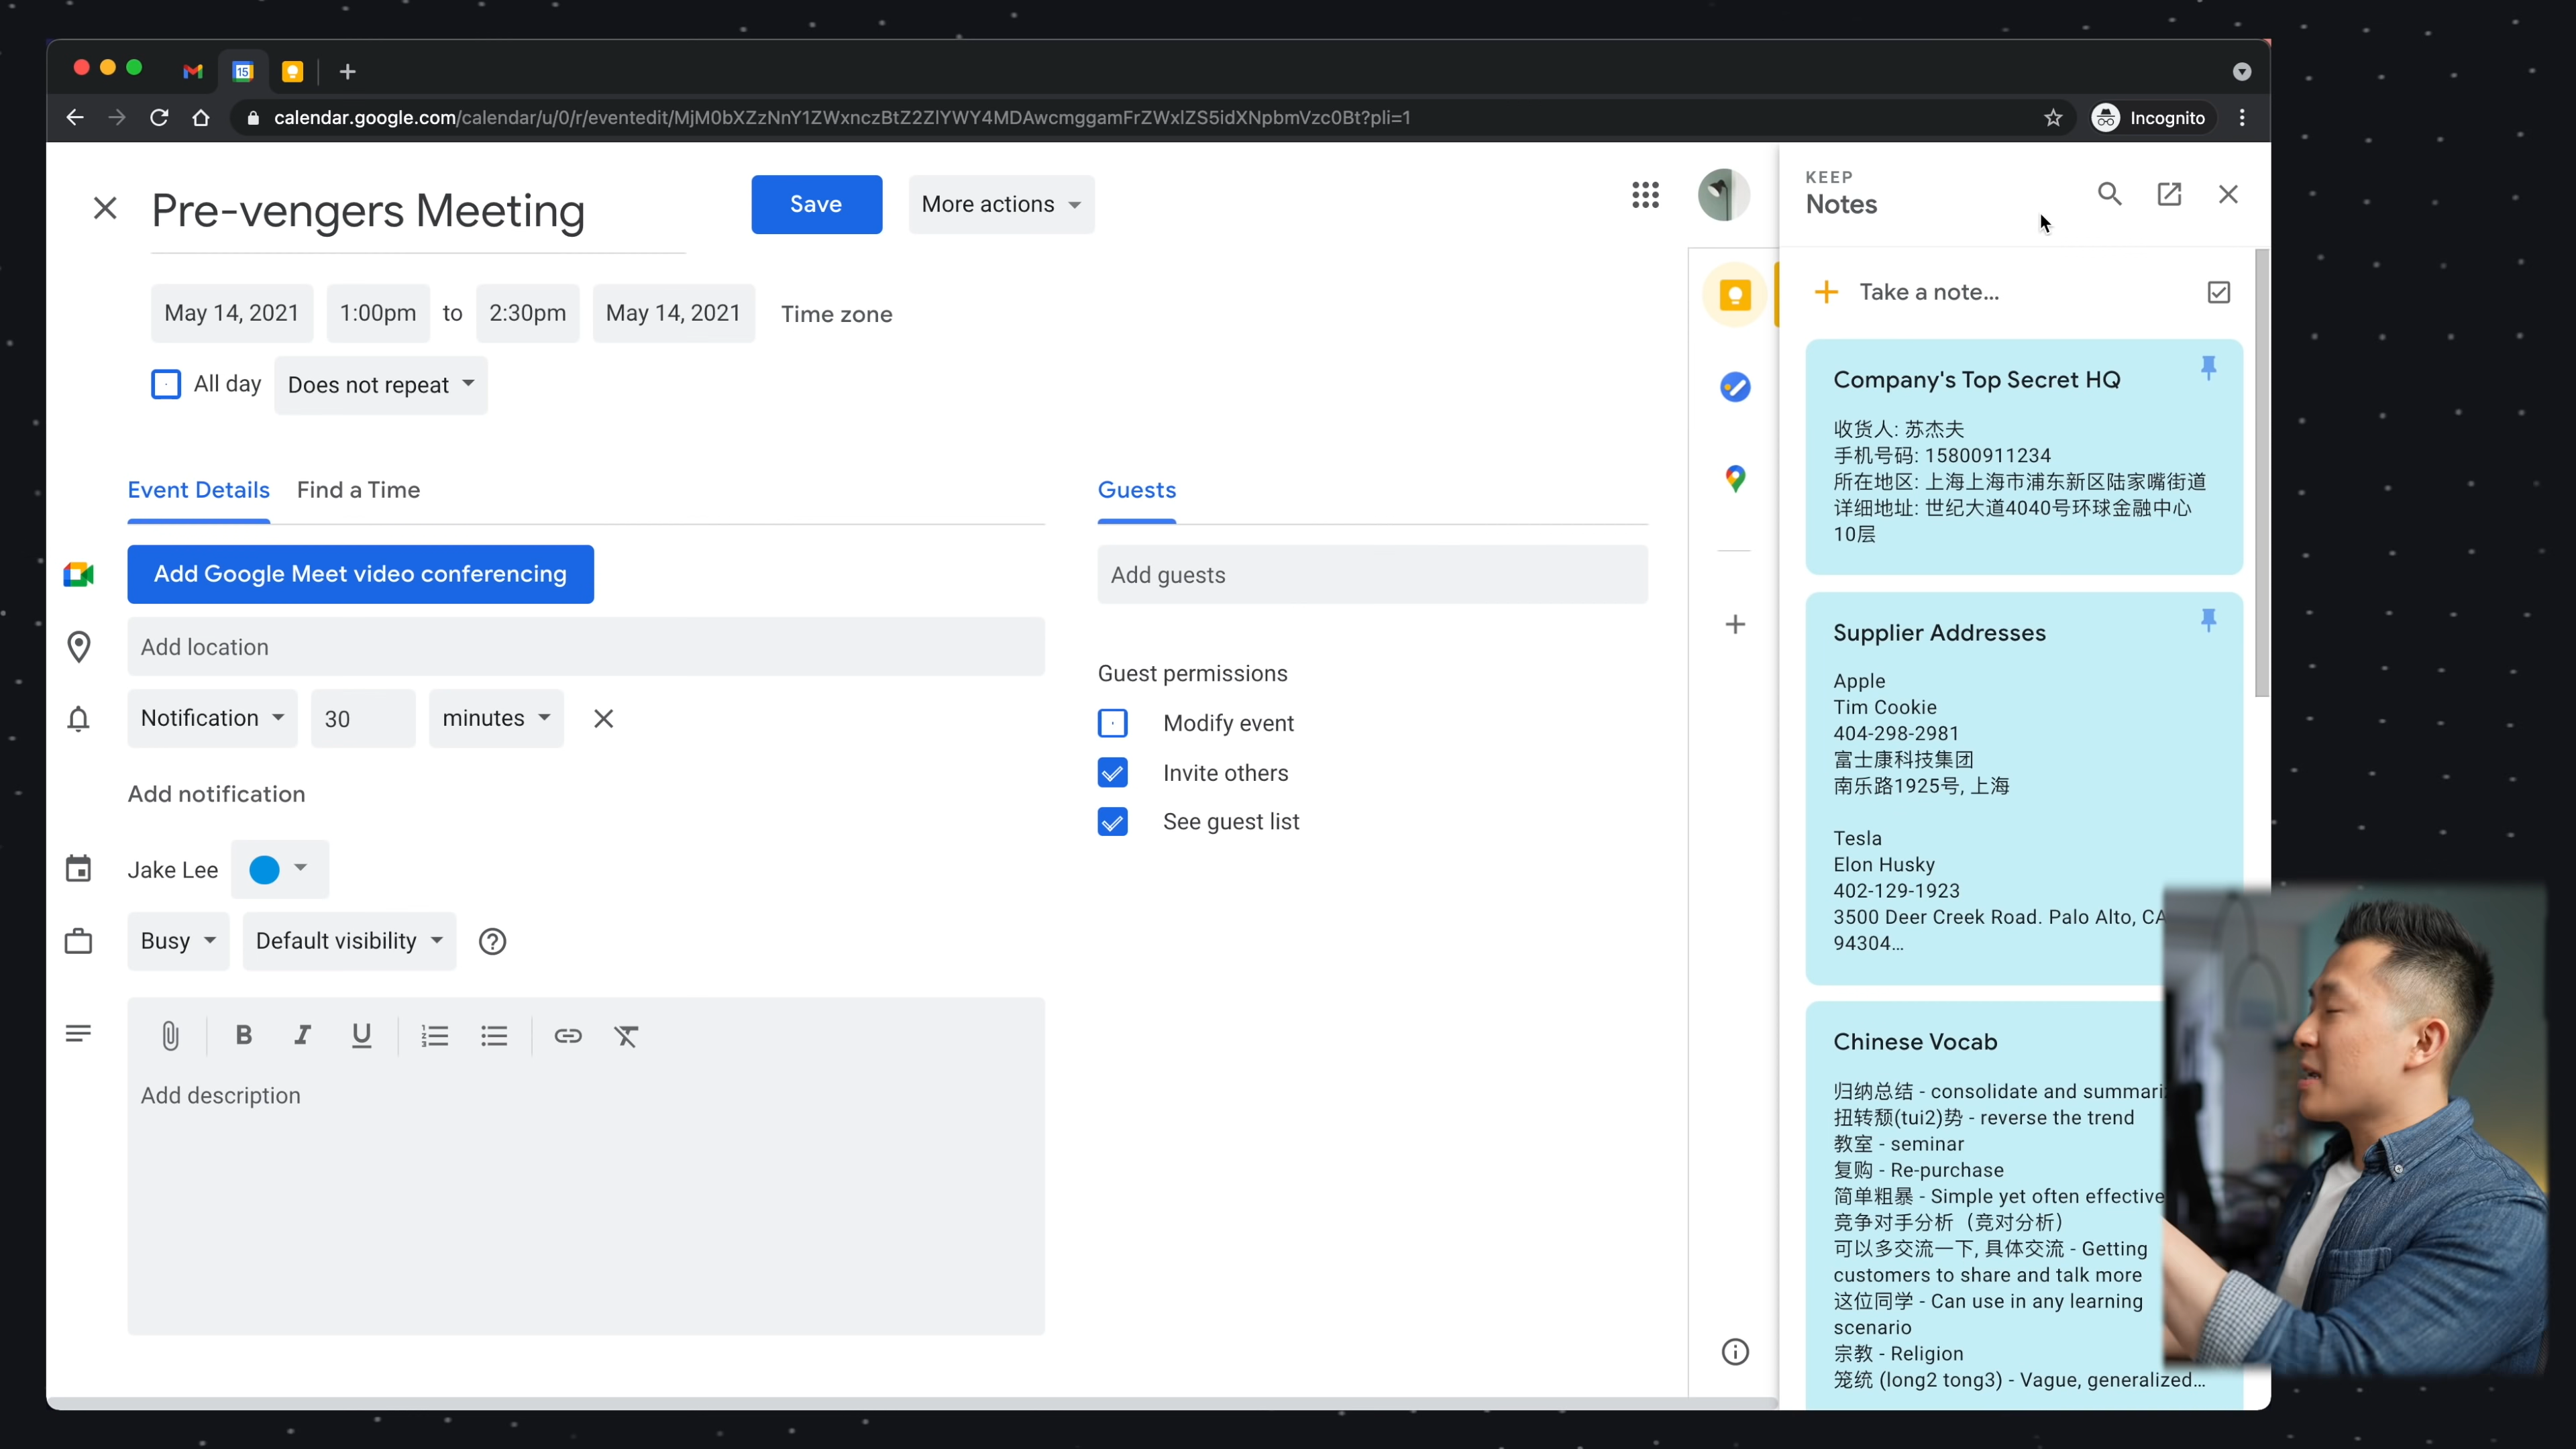 15
calendar.google.com/calendar/u/0/r/eventedit/MjM0bXZzNnY1ZWxnczBtZ2ZlYWY4MDAwcmggamFrZWxlZS5idXNpbmVzc0Bt?pli=1
Incognito
Pre-vengers Meeting
Save
More actions
KEEP
Notes
May 14, 2021
1:00pm
to
2:30pm
May 14, 2021
Time zone
All day
Does not repeat
Event Details
Find a Time
Guests
Add Google Meet video conferencing
Add guests
Add location
Notification
30
minutes
Guest permissions
Modify event
Invite others
See guest list
Add notification
Jake Lee
Busy
Default visibility
B
I
U
Add description
Take a note...
Company's Top Secret HQ
收货人: 苏杰夫
手机号码: 15800911234
所在地区: 上海上海市浦东新区陆家嘴街道
详细地址: 世纪大道4040号环球金融中心
10层
Supplier Addresses
Apple
Tim Cookie
404-298-2981
富士康科技集团
南乐路1925号, 上海
Tesla
Elon Husky
402-129-1923
3500 Deer Creek Road. Palo Alto, CA
94304...
Chinese Vocab
归纳总结 - consolidate and summari
扭转颓(tui2)势 - reverse the trend
教室 - seminar
复购 - Re-purchase
简单粗暴 - Simple yet often effective
竞争对手分析（竞对分析）
可以多交流一下, 具体交流 - Getting
customers to share and talk more
这位同学 - Can use in any learning
scenario
宗教 - Religion
笼统 (long2 tong3) - Vague, generalized...